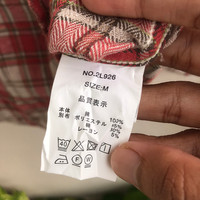 NO.2L926
SIZE:M
品質表示
本体 綿 100%
別布 ポリエステル
綿
レーヨン 5%